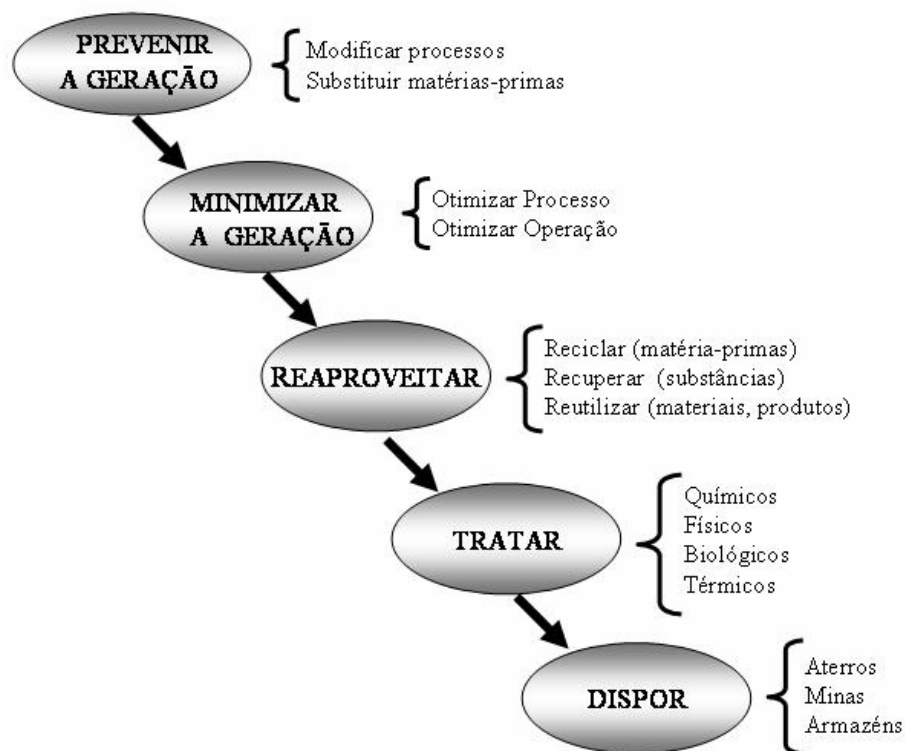 PREVENIR
A GERAÇÃO
Modificar processos
Substituir matérias-primas
MINIMIZAR
A GERAÇÃO
Otimizar Processo
Otimizar Operação
REAPROVEITAR
Reciclar (matéria-primas)
Recuperar (substâncias)
Reutilizar (materiais, produtos)
TRATAR
Químicos
Físicos
Biológicos
Térmicos
DISPOR
Aterros
Minas
Armazéns